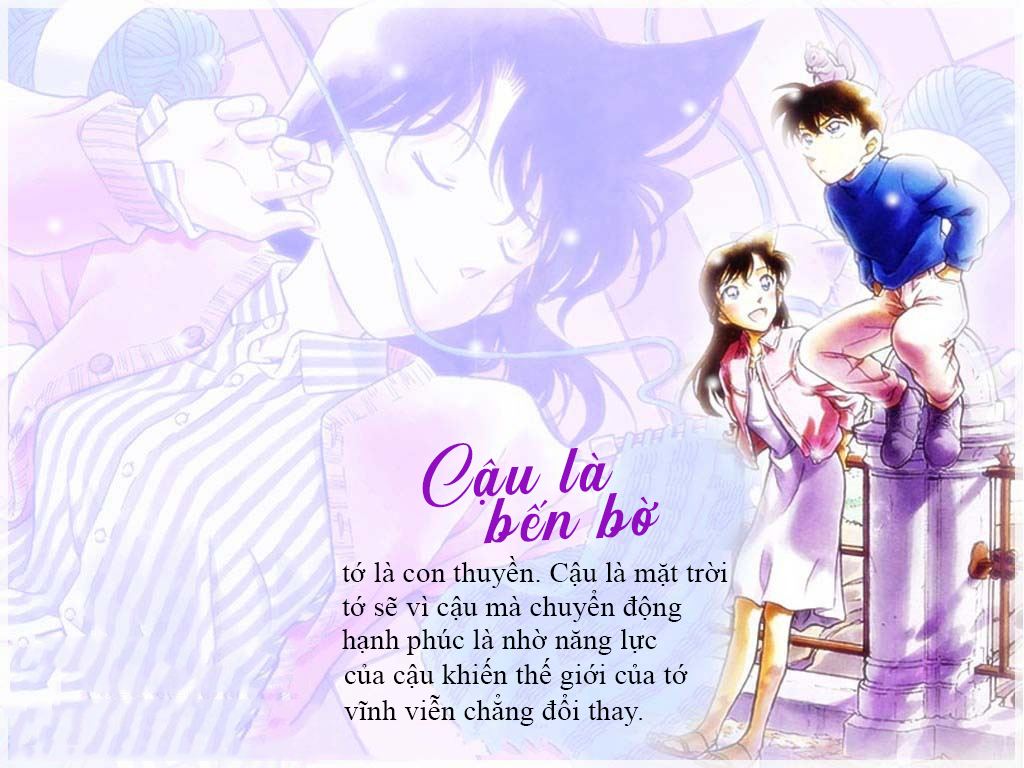 Cậu là
bến bờ
tớ là con thuyền. Cậu là mặt trời
tớ sẽ vì cậu mà chuyển động
hạnh phúc là nhờ năng lực
của cậu khiến thế giới của tớ
vĩnh viễn chẳng đổi thay.